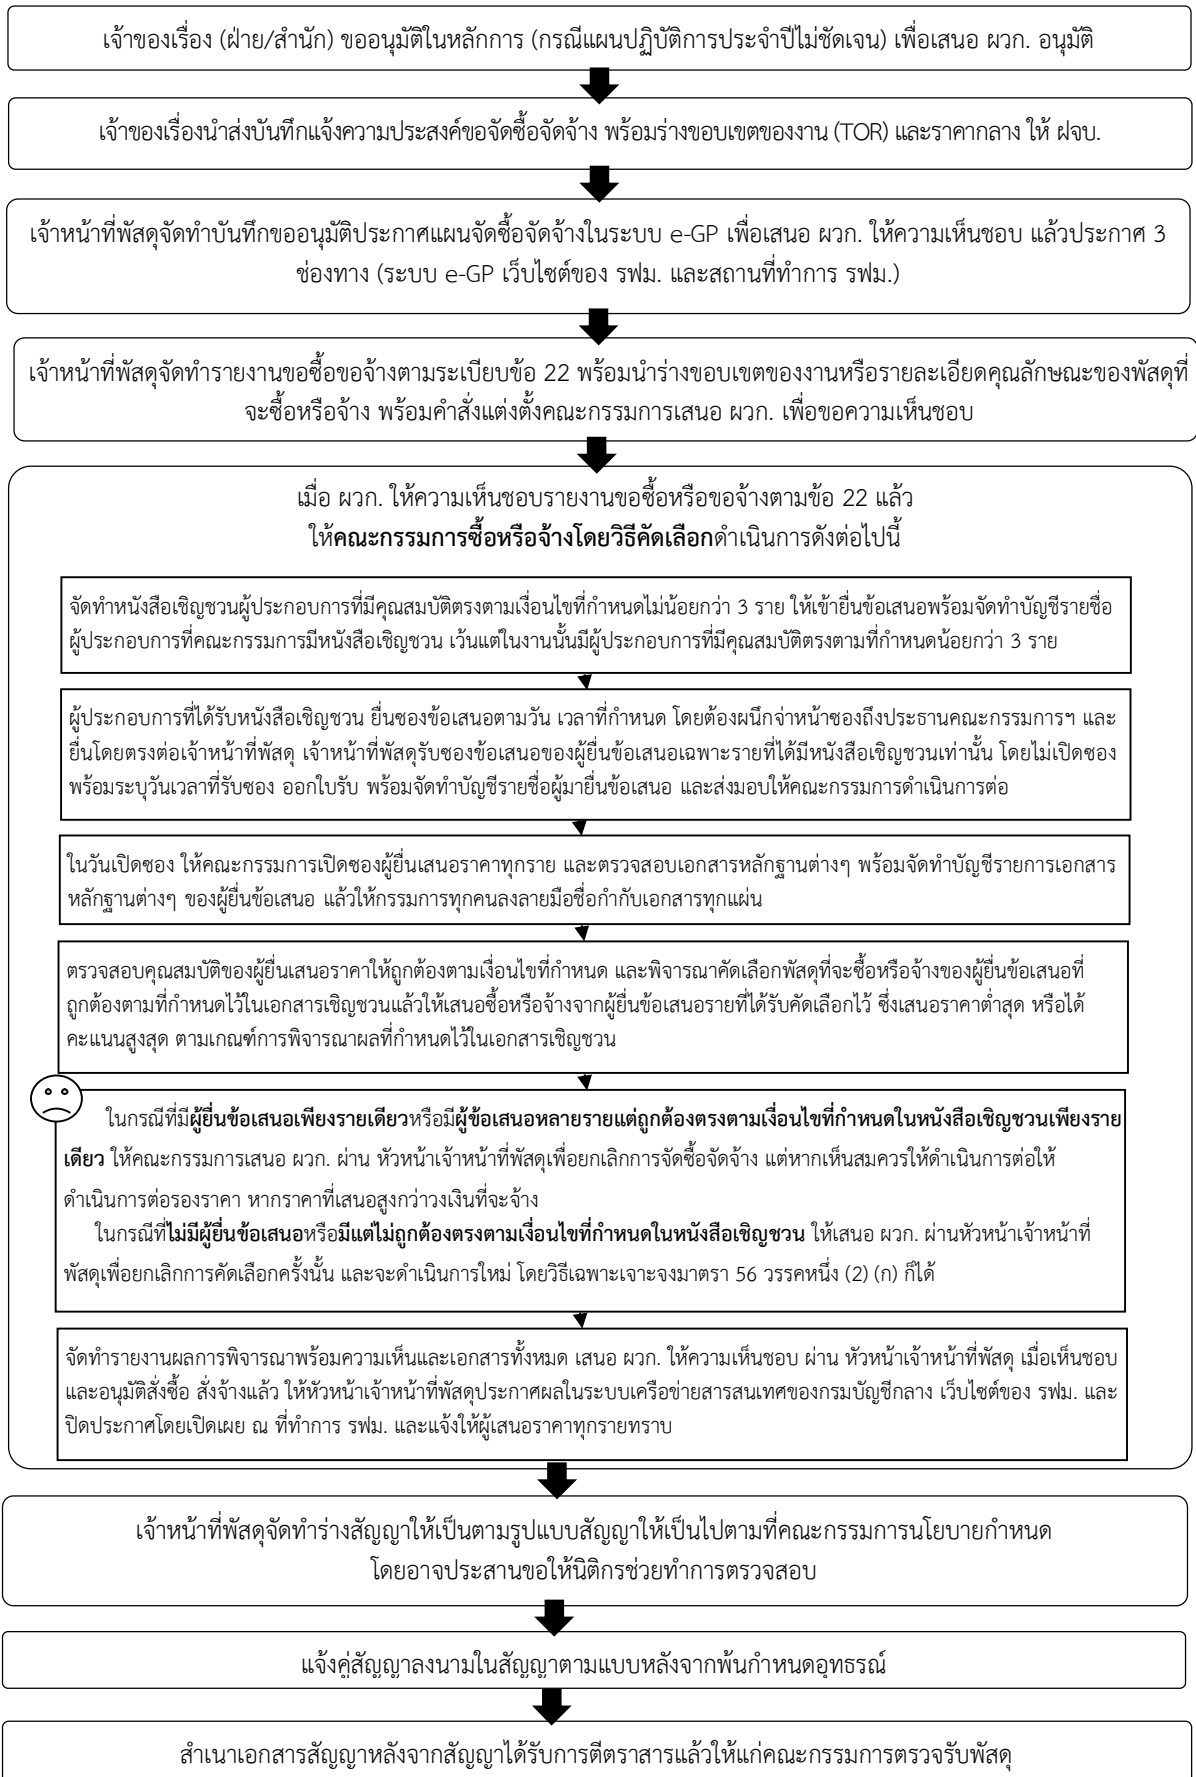 เจ้าของเรื่อง (ฝ่าย/สำนัก) ขออนุมัติในหลักการ (กรณีแผนปฏิบัติการประจำปีไม่ชัดเจน) เพื่อเสนอ ผวก. อนุมัติ
เจ้าของเรื่องนำส่งบันทึกแจ้งความประสงค์ขอจัดซื้อจัดจ้าง พร้อมร่างขอบเขตของงาน (TOR) และราคากลาง ให้ ฝจบ.
เจ้าหน้าที่พัสดุจัดทำบันทึกขออนุมัติประกาศแผนจัดซื้อจัดจ้างในระบบ e-GP เพื่อเสนอ ผวก. ให้ความเห็นชอบ แล้วประกาศ 3
ช่องทาง (ระบบ e-GP เว็บไซต์ของ รฟม. และสถานที่ทำการ รฟม.)
เจ้าหน้าที่พัสดุจัดทำรายงานขอซื้อขอจ้างตามระเบียบข้อ 22 พร้อมนำร่างขอบเขตของงานหรือรายละเอียดคุณลักษณะของพัสดุที่
จะซื้อหรือจ้าง พร้อมคำสั่งแต่งตั้งคณะกรรมการเสนอ ผวก. เพื่อขอความเห็นชอบ
เมื่อ ผวก. ให้ความเห็นชอบรายงานขอซื้อหรือขอจ้างตามข้อ 22 แล้ว
ให้คณะกรรมการซื้อหรือจ้างโดยวิธีคัดเลือกดำเนินการดังต่อไปนี้
จัดทำหนังสือเชิญชวนผู้ประกอบการที่มีคุณสมบัติตรงตามเงื่อนไขที่กำหนดไม่น้อยกว่า 3 ราย ให้เข้ายื่นข้อเสนอพร้อมจัดทำบัญชีรายชื่อ
ผู้ประกอบการที่คณะกรรมการมีหนังสือเชิญชวน เว้นแต่ในงานนั้นมีผู้ประกอบการที่มีคุณสมบัติตรงตามที่กำหนดน้อยกว่า 3 ราย
ผู้ประกอบการที่ได้รับหนังสือเชิญชวน ยื่นซองข้อเสนอตามวัน เวลาที่กำหนด โดยต้องผนึกจ่าหน้าซองถึงประธานคณะกรรมการฯ และ
ยื่นโดยตรงต่อเจ้าหน้าที่พัสดุ เจ้าหน้าที่พัสดุรับซองข้อเสนอของผู้ยื่นข้อเสนอเฉพาะรายที่ได้มีหนังสือเชิญชวนเท่านั้น โดยไม่เปิดซอง
พร้อมระบุวันเวลาที่รับซอง ออกใบรับ พร้อมจัดทำบัญชีรายชื่อผู้มายื่นข้อเสนอ และส่งมอบให้คณะกรรมการดำเนินการต่อ
ในวันเปิดซอง ให้คณะกรรมการเปิดซองผู้ยื่นเสนอราคาทุกราย และตรวจสอบเอกสารหลักฐานต่างๆ พร้อมจัดทำบัญชีรายการเอกสาร
หลักฐานต่างๆ ของผู้ยื่นข้อเสนอ แล้วให้กรรมการทุกคนลงลายมือชื่อกำกับเอกสารทุกแผ่น
ตรวจสอบคุณสมบัติของผู้ยื่นเสนอราคาให้ถูกต้องตามเงื่อนไขที่กำหนด และพิจารณาคัดเลือกพัสดุที่จะซื้อหรือจ้างของผู้ยื่นข้อเสนอที่
ถูกต้องตามที่กำหนดไว้ในเอกสารเชิญชวนแล้วให้เสนอซื้อหรือจ้างจากผู้ยื่นข้อเสนอรายที่ได้รับคัดเลือกไว้ ซึ่งเสนอราคาต่ำสุด หรือได้
คะแนนสูงสุด ตามเกณฑ์การพิจารณาผลที่กำหนดไว้ในเอกสารเชิญชวน
ในกรณีที่มีผู้ยื่นข้อเสนอเพียงรายเดียวหรือมีผู้ข้อเสนอหลายรายแต่ถูกต้องตรงตามเงื่อนไขที่กำหนดในหนังสือเชิญชวนเพียงราย
เดียว ให้คณะกรรมการเสนอ ผวก. ผ่าน หัวหน้าเจ้าหน้าที่พัสดุเพื่อยกเลิกการจัดซื้อจัดจ้าง แต่หากเห็นสมควรให้ดำเนินการต่อให้
ดำเนินการต่อรองราคา หากราคาที่เสนอสูงกว่าวงเงินที่จะจ้าง
ในกรณีที่ไม่มีผู้ยื่นข้อเสนอหรือมีแต่ไม่ถูกต้องตรงตามเงื่อนไขที่กำหนดในหนังสือเชิญชวน ให้เสนอ ผวก. ผ่านหัวหน้าเจ้าหน้าที่
พัสดุเพื่อยกเลิกการคัดเลือกครั้งนั้น และจะดำเนินการใหม่ โดยวิธีเฉพาะเจาะจงมาตรา 56 วรรคหนึ่ง (2) (ก) ก็ได้
จัดทำรายงานผลการพิจารณาพร้อมความเห็นและเอกสารทั้งหมด เสนอ ผวก. ให้ความเห็นชอบ ผ่าน หัวหน้าเจ้าหน้าที่พัสดุ เมื่อเห็นชอบ
และอนุมัติสั่งซื้อ สั่งจ้างแล้ว ให้หัวหน้าเจ้าหน้าที่พัสดุประกาศผลในระบบเครือข่ายสารสนเทศของกรมบัญชีกลาง เว็บไซต์ของ รฟม. และ
ปิดประกาศโดยเปิดเผย ณ ที่ทำการ รฟม. และแจ้งให้ผู้เสนอราคาทุกรายทราบ
เจ้าหน้าที่พัสดุจัดทำร่างสัญญาให้เป็นตามรูปแบบสัญญาให้เป็นไปตามที่คณะกรรมการนโยบายกำหนด
โดยอาจประสานขอให้นิติกรช่วยทำการตรวจสอบ
แจ้งคู่สัญญาลงนามในสัญญาตามแบบหลังจากพ้นกำหนดอุทธรณ์
สำเนาเอกสารสัญญาหลังจากสัญญาได้รับการตีตราสารแล้วให้แก่คณะกรรมการตรวจรับพัสดุ